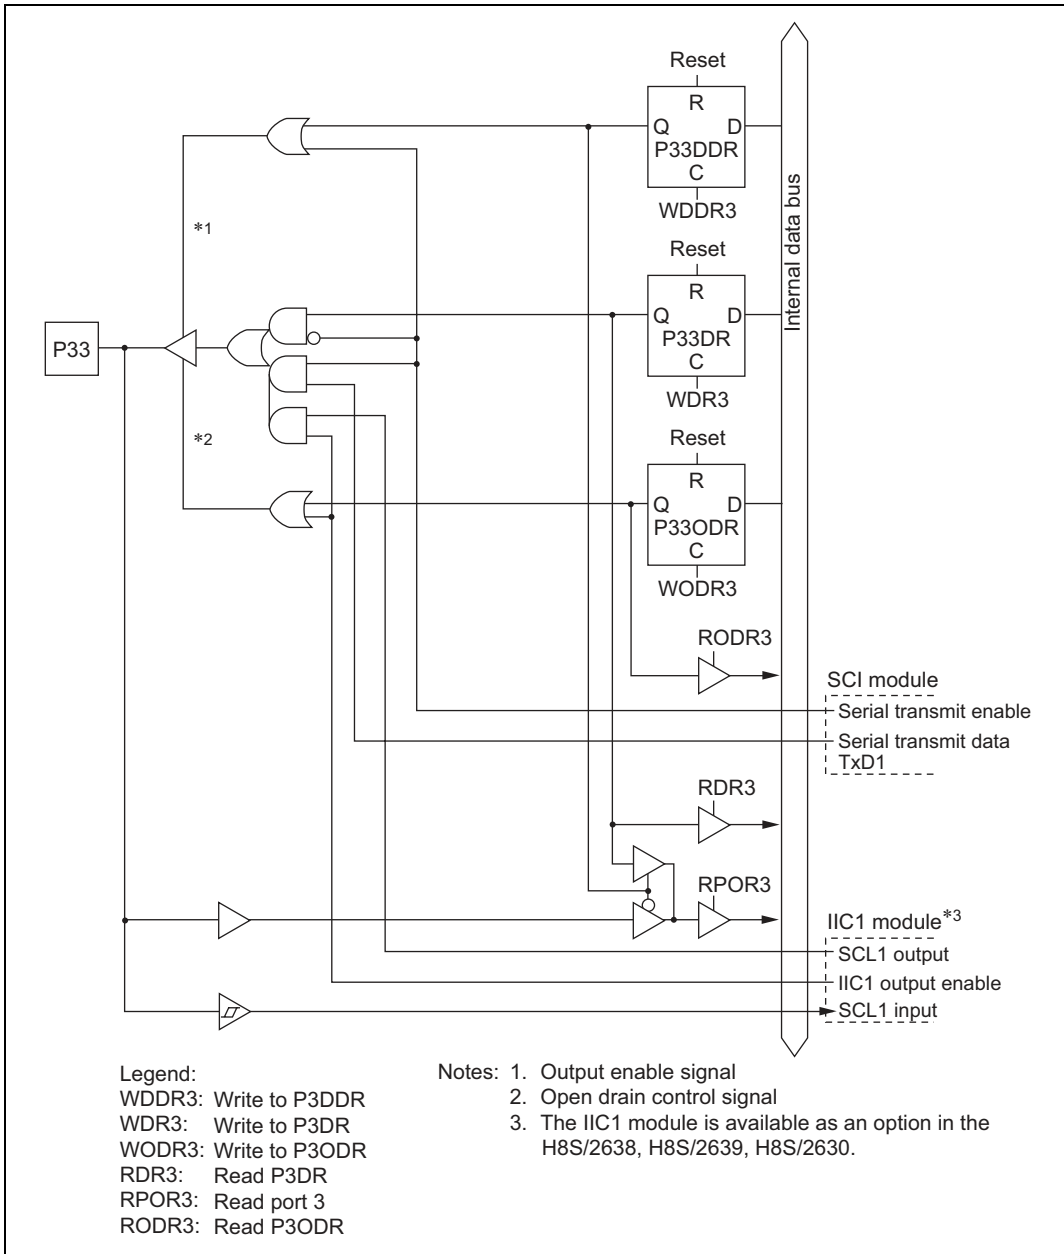 Reset
R
Q D
P33DDR
C
WDDR3
*1
Internal data bus
Reset
R
Q D
P33DR
C
WDR3
P33
*2
Reset
R
Q D
P33ODR
C
WODR3
RODR3
SCI module
Serial transmit enable
Serial transmit data
TxD1
RDR3
RPOR3
IIC1 module*3
SCL1 output
IIC1 output enable
SCL1 input
Legend:
WDDR3: Write to P3DDR
WDR3: Write to P3DR
WODR3: Write to P3ODR
RDR3: Read P3DR
RPOR3: Read port 3
RODR3: Read P3ODR
Notes: 1. Output enable signal
2. Open drain control signal
3. The IIC1 module is available as an option in the
H8S/2638, H8S/2639, H8S/2630.